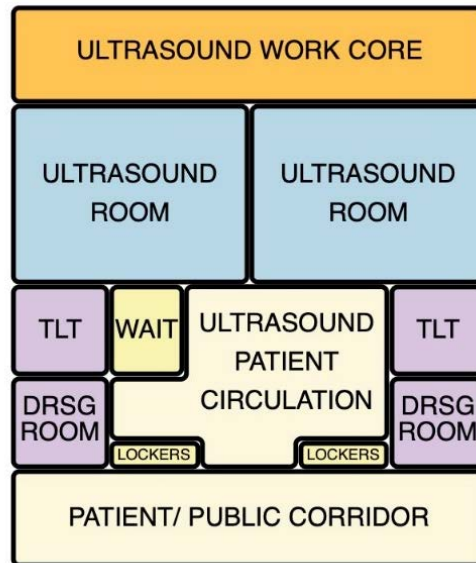 ULTRASOUND WORK CORE
ULTRASOUND
ROOM
ULTRASOUND
ROOM
TLT
WAIT
ULTRASOUND
PATIENT
CIRCULATION
TLT
DRSG
ROOM
DRSG
ROOM
LOCKERS
LOCKERS
PATIENT/ PUBLIC CORRIDOR